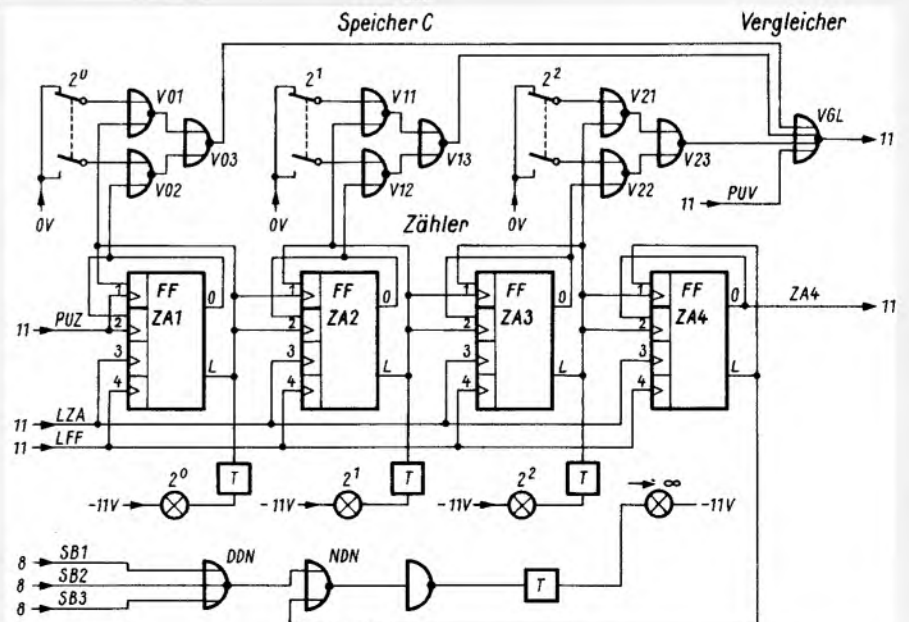 Speicher C
Vergleicher
2⁰
V01
V02
V03
0V
2¹
V11
V12
V13
0V
2²
V21
V22
V23
0V
VGL
11
11 PUV
Zähler
1
2
3
4
FF
ZA1
0
L
1
2
3
4
FF
ZA2
0
L
1
2
3
4
FF
ZA3
0
L
1
2
3
4
FF
ZA4
0
L
ZA4 11
11 PUZ
11 LZA
11 LFF
-11V 2⁰ T
-11V 2¹ T
-11V 2² T
∞ -11V
8 SB1
8 SB2
8 SB3
DDN
NDN
T